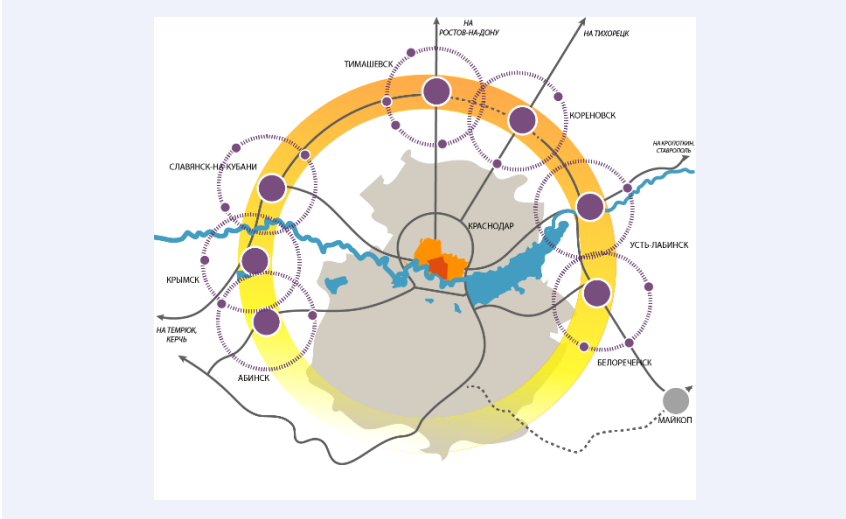 НА
РОСТОВ-НА-ДОНУ
НА ТИХОРЕЦК
ТИМАШЕВСК
КОРЕНОВСК
НА КРОПОТКИН,
СТАВРОПОЛЬ
СЛАВЯНСК-НА-КУБАНИ
КРАСНОДАР
УСТЬ-ЛАБИНСК
КРЫМСК
НА ТЕМРЮК,
КЕРЧЬ
БЕЛОРЕЧЕНСК
АБИНСК
МАЙКОП